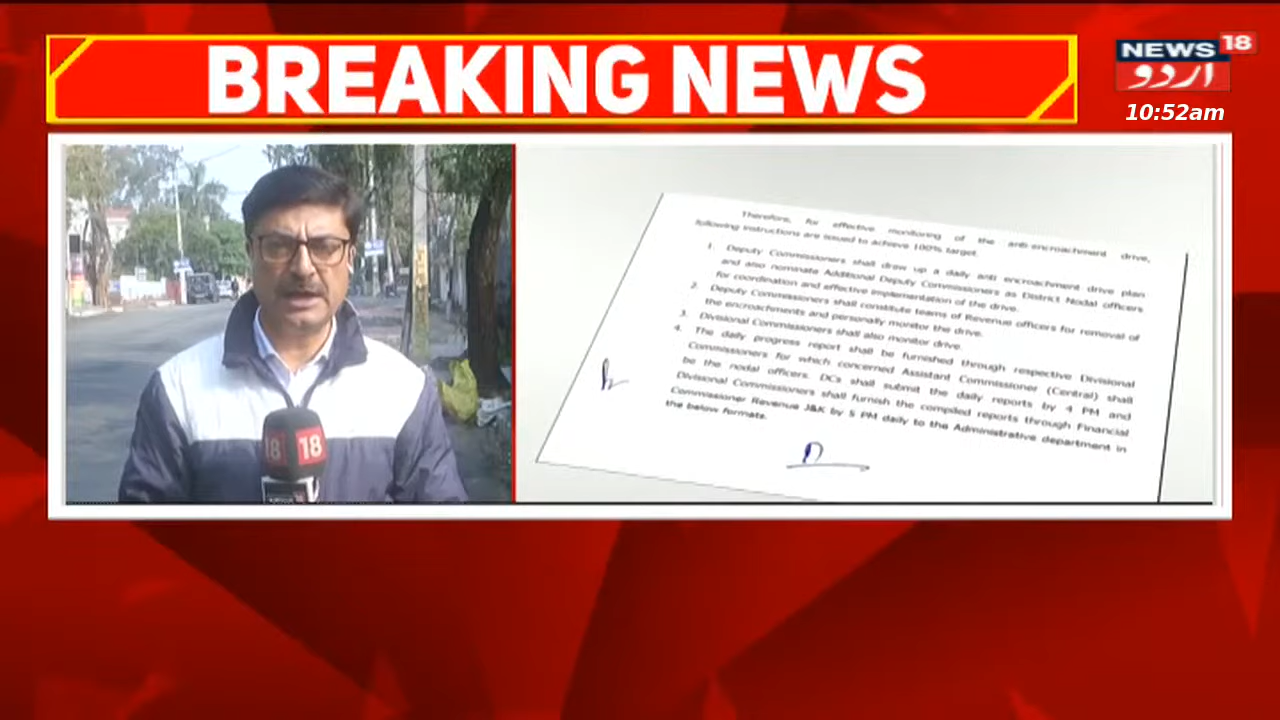 BREAKING NEWS
NEWS 18
اردو
10:52am
Therefore, for effective monitoring of the anti-encroachment drive,
following instructions are issued to achieve 100% target.
1. Deputy Commissioners shall draw up a daily anti encroachment drive plan
and also nominate Additional Deputy Commissioners as District Nodal officers
for coordination and effective implementation of the drive.
2. Deputy Commissioners shall constitute teams of Revenue officers for removal of
the encroachments and personally monitor the drive.
3. Divisional Commissioners shall also monitor drive.
4. The daily progress report shall be furnished through respective Divisional
Commissioners for which concerned Assistant Commissioner (Central) shall
be the nodal officers. DCs shall submit the daily reports by 4 PM and
Divisional Commissioners shall furnish the compiled reports through Financial
Commissioner Revenue J&K by 5 PM daily to the Administrative department in
the below formats.
18 18